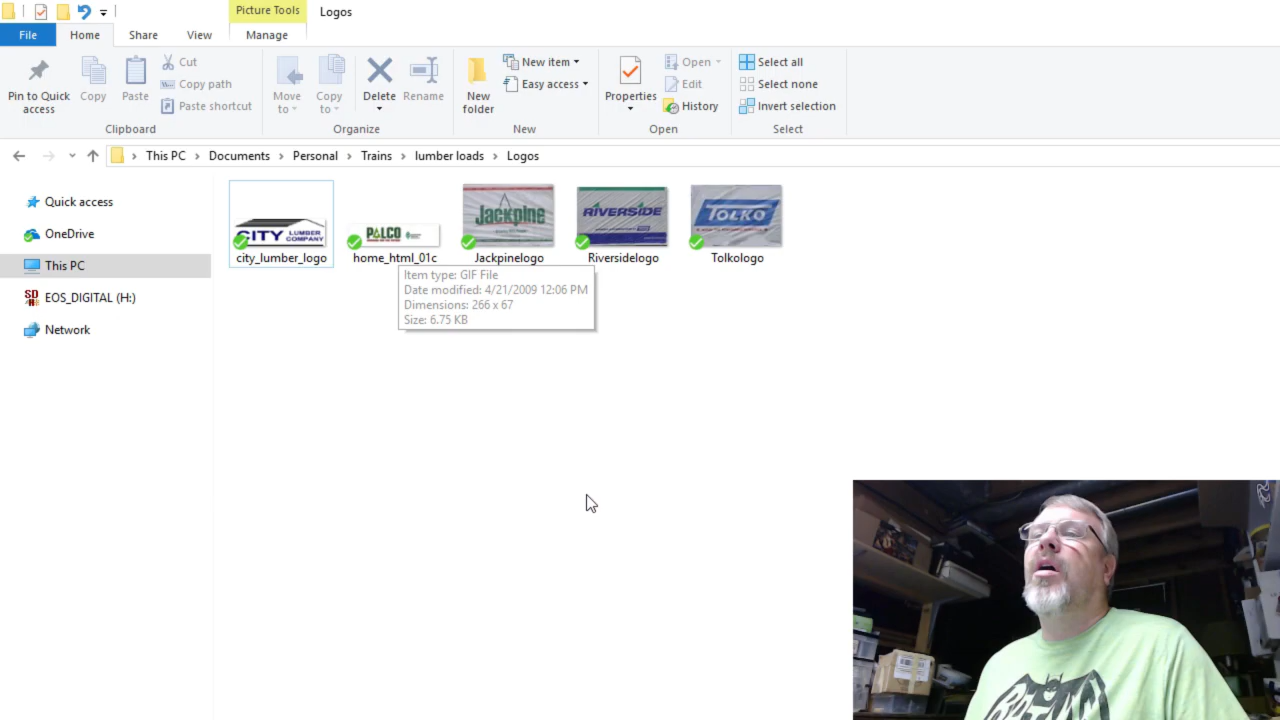 Picture Tools
Logos
File
Home
Share
View
Manage
Pin to Quick access
Copy
Paste
Cut
Copy path
Paste shortcut
Clipboard
Move to
Copy to
Delete
Rename
Organize
New folder
New item
Easy access
New
Properties
Open
Edit
History
Open
Select all
Select none
Invert selection
Select
This PC > Documents > Personal > Trains > lumber loads > Logos
Quick access
OneDrive
This PC
EOS_DIGITAL (H:)
Network
CITY LUMBER COMPANY
city_lumber_logo
PALCO
home_html_01c
Jackpine
Jackpinelogo
RIVERSIDE
Riversidelogo
TOLKO
Tolkologo
Item type: GIF File
Date modified: 4/21/2009 12:06 PM
Dimensions: 266 x 67
Size: 6.75 KB